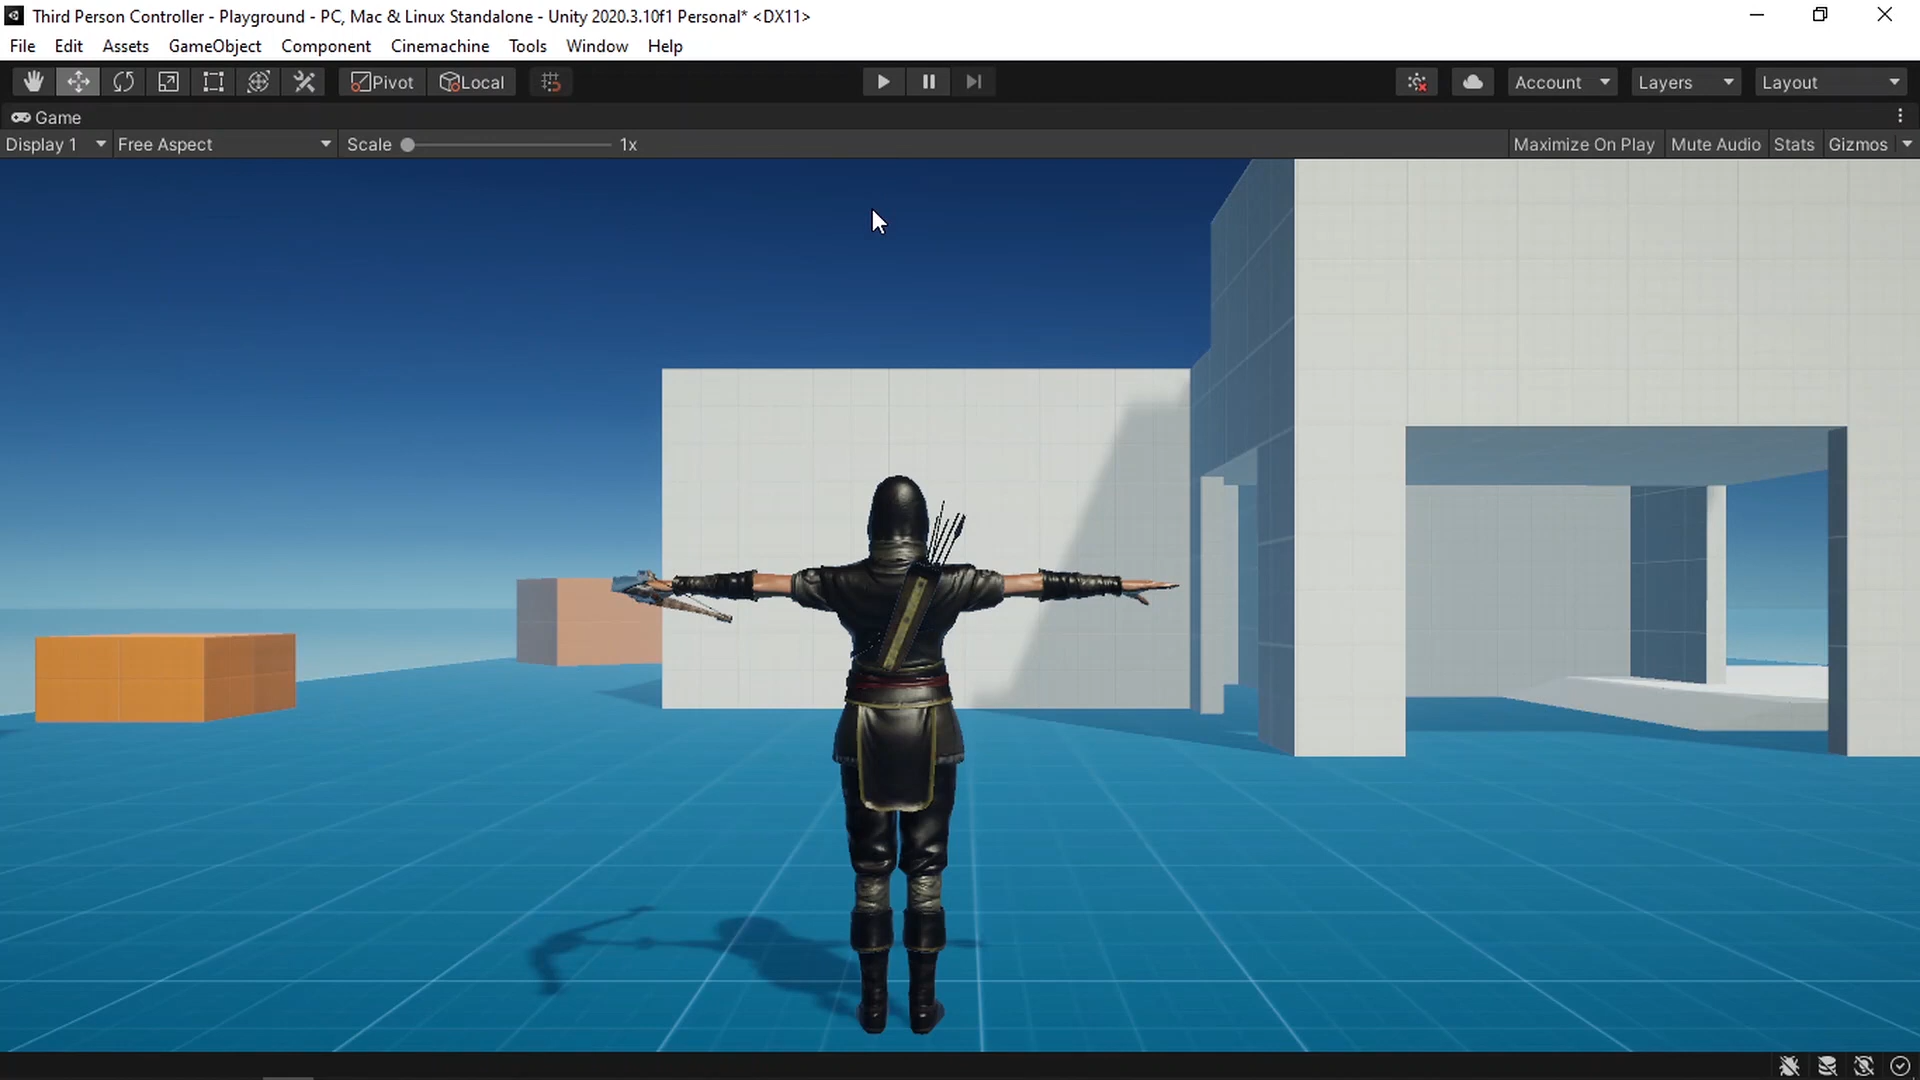 Third Person Controller - Playground - PC, Mac & Linux Standalone - Unity 2020.3.10f1 Personal* <DX11>
File Edit Assets GameObject Component Cinemachine Tools Window Help
Pivot Local Account Layers Layout
Game
Display 1 Free Aspect Scale 1x Maximize On Play Mute Audio Stats Gizmos